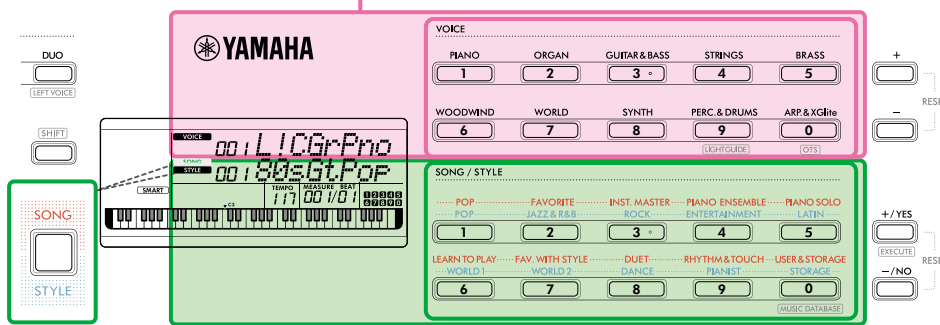 DUO
LEFT VOICE
SHIFT
SONG
STYLE
YAMAHA
VOICE
001 L!CGrPno
SONG
STYLE
001 80sGtPop
SMART
TEMPO MEASURE BEAT
117 001/01 1 2 3 4 5
6 7 8 9 0
C3
VOICE
PIANO ORGAN GUITAR & BASS STRINGS BRASS
1 2 3 4 5
WOODWIND WORLD SYNTH PERC. & DRUMS ARP. & XGlite
6 7 8 9 0
LIGHTGUIDE OTS
SONG / STYLE
POP FAVORITE INST. MASTER PIANO ENSEMBLE PIANO SOLO
POP JAZZ & R&B ROCK ENTERTAINMENT LATIN
1 2 3 4 5
LEARN TO PLAY FAV. WITH STYLE DUET RHYTHM & TOUCH USER & STORAGE
WORLD 1 WORLD 2 DANCE PIANIST STORAGE
6 7 8 9 0
MUSIC DATABASE
+
RESE
−
+/YES
EXECUTE
RESE
−/NO